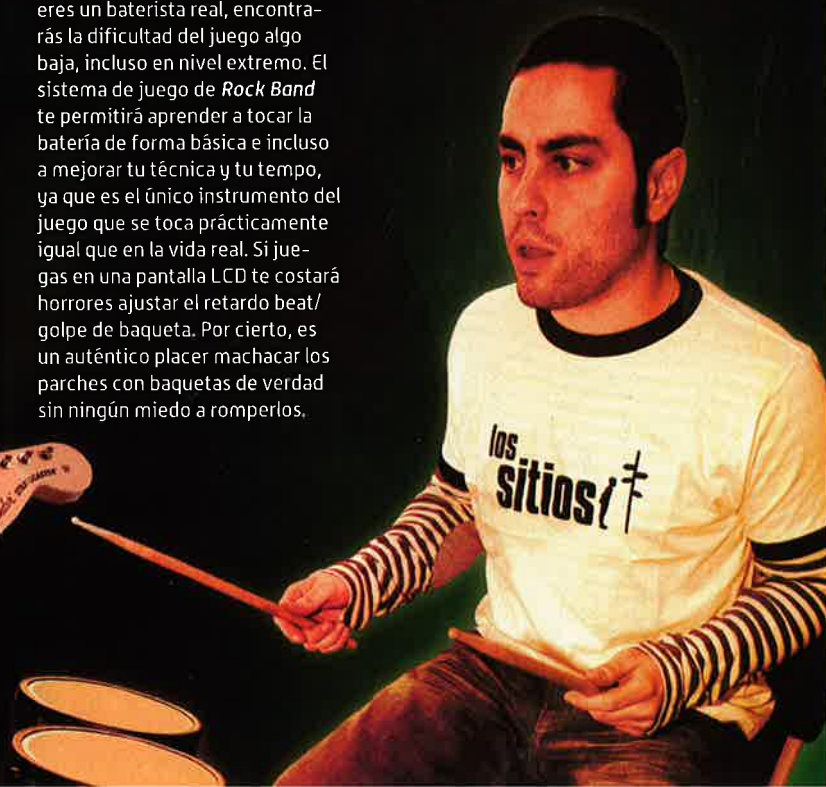 eres un baterista real, encontra-
rás la dificultad del juego algo
baja, incluso en nivel extremo. El
sistema de juego de Rock Band
te permitirá aprender a tocar la
batería de forma básica e incluso
a mejorar tu técnica y tu tempo,
ya que es el único instrumento del
juego que se toca prácticamente
igual que en la vida real. Si jue-
gas en una pantalla LCD te costará
horrores ajustar el retardo beat/
golpe de baqueta. Por cierto, es
un auténtico placer machacar los
parches con baquetas de verdad
sin ningún miedo a romperlos.
los
sitios